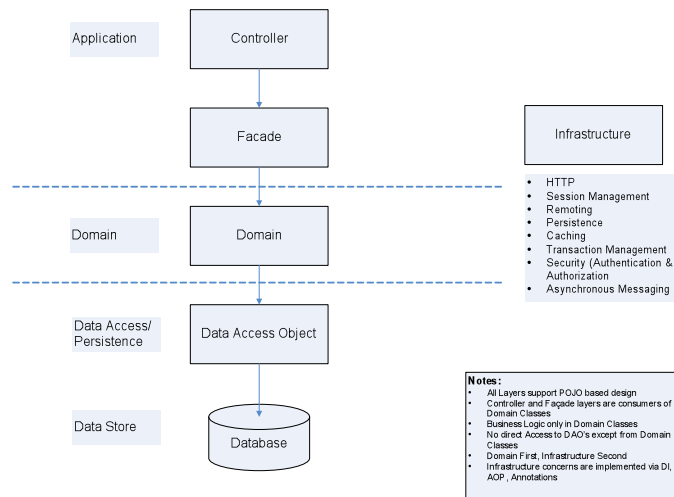 Application
Controller
Facade
Infrastructure
• HTTP
• Session Management
• Remoting
• Persistence
• Caching
• Transaction Management
• Security (Authentication &
Authorization
• Asynchronous Messaging
Domain
Domain
Data Access/
Persistence
Data Access Object
Data Store
Database
Notes:
• All Layers support POJO based design
• Controller and Façade layers are consumers of
Domain Classes
• Business Logic only in Domain Classes
• No direct Access to DAO's except from Domain
Classes
• Domain First, Infrastructure Second
• Infrastructure concerns are implemented via DI,
AOP, Annotations